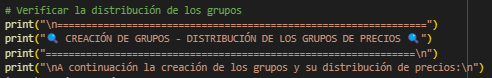 # Verificar la distribución de los grupos
print("\n=================================================================")
print("🔍 CREACIÓN DE GRUPOS - DISTRIBUCIÓN DE LOS GRUPOS DE PRECIOS 🔍")
print("=================================================================\n")
print("\nA continuación la creación de los grupos y su distribución de precios:\n")